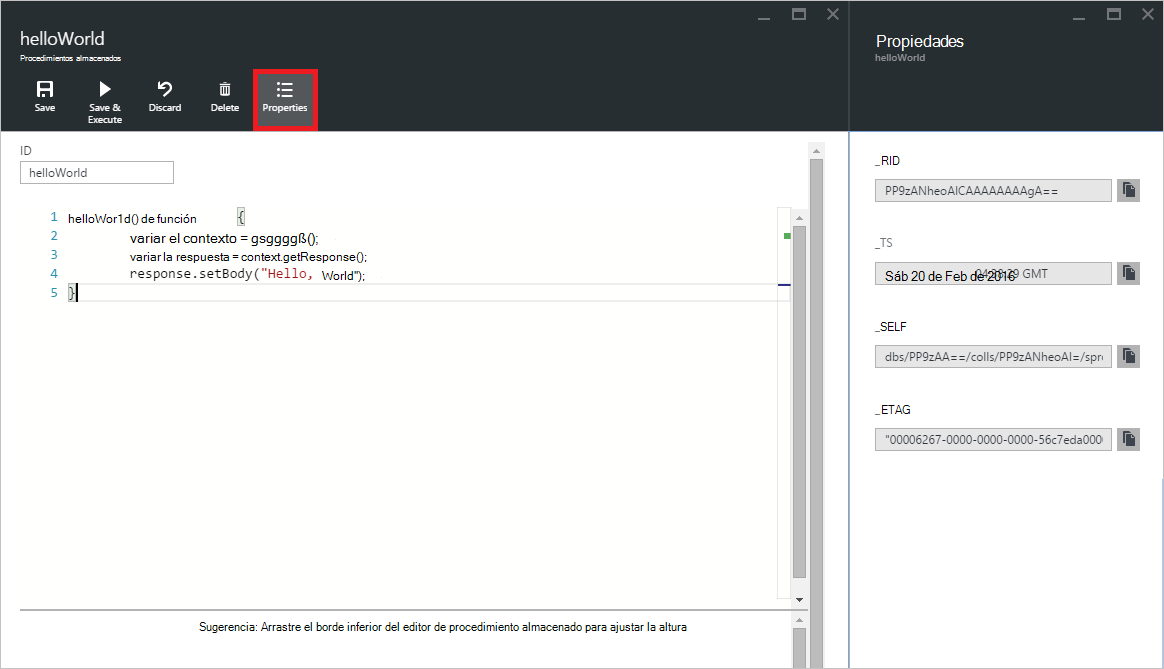 helloWorld
Procedimientos almacenados
Save
Save &
Execute
Discard
Delete
Properties
ID
helloWorld
1 helloWor1d() de función {
2 variar el contexto = gsggggß();
3 variar la respuesta = context.getResponse();
4 response.setBody("Hello, World");
5 }
Sugerencia: Arrastre el borde inferior del editor de procedimiento almacenado para ajustar la altura
Propiedades
helloWorld
_RID
PP9zANheoAICAAAAAAAAgA==
_TS
Sáb 20 de Feb de 2016 GMT
_SELF
dbs/PP9zAA==/colls/PP9zANheoAI=/spr
_ETAG
"00006267-0000-0000-0000-56c7eda000